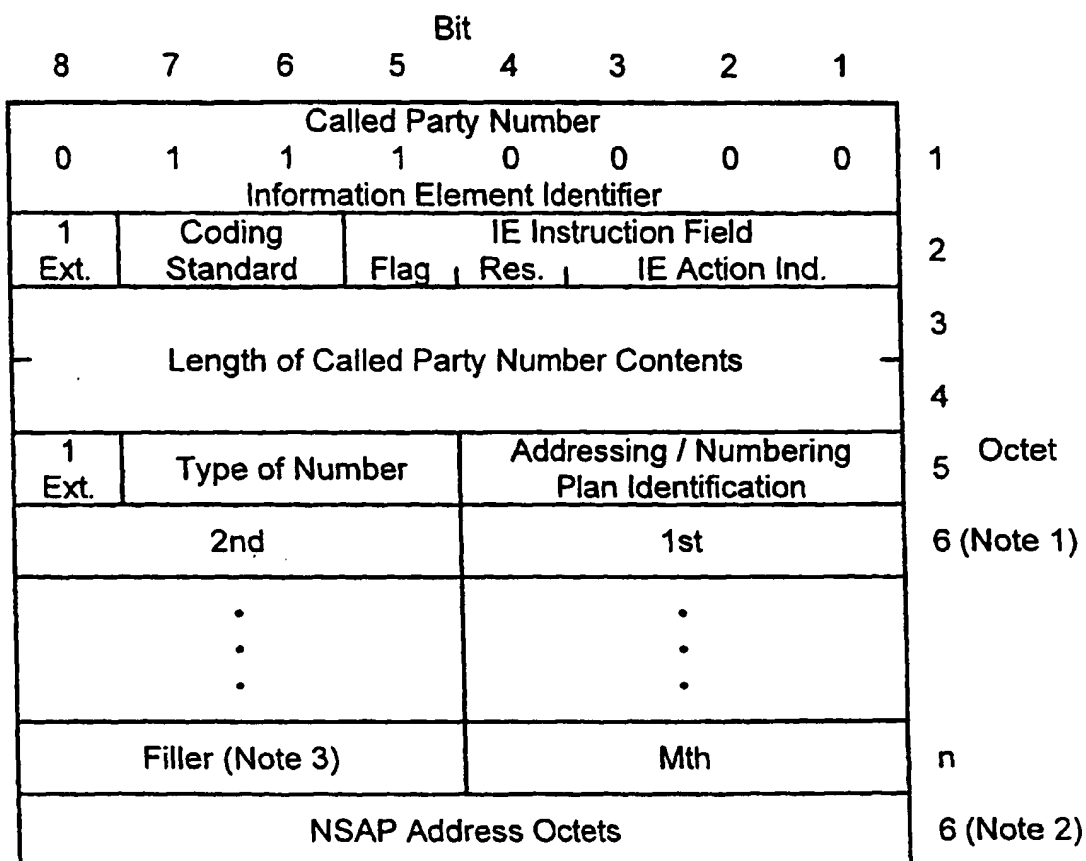 Bit
8 7 6 5 4 3 2 1
Called Party Number
0 1 1 1 0 0 0 0 1
Information Element Identifier
1 Coding IE Instruction Field
Ext. Standard Flag Res. IE Action Ind. 2
3
Length of Called Party Number Contents
4
1 Type of Number Addressing / Numbering
Ext. Plan Identification 5 Octet
2nd 1st 6 (Note 1)
Filler (Note 3) Mth n
NSAP Address Octets 6 (Note 2)